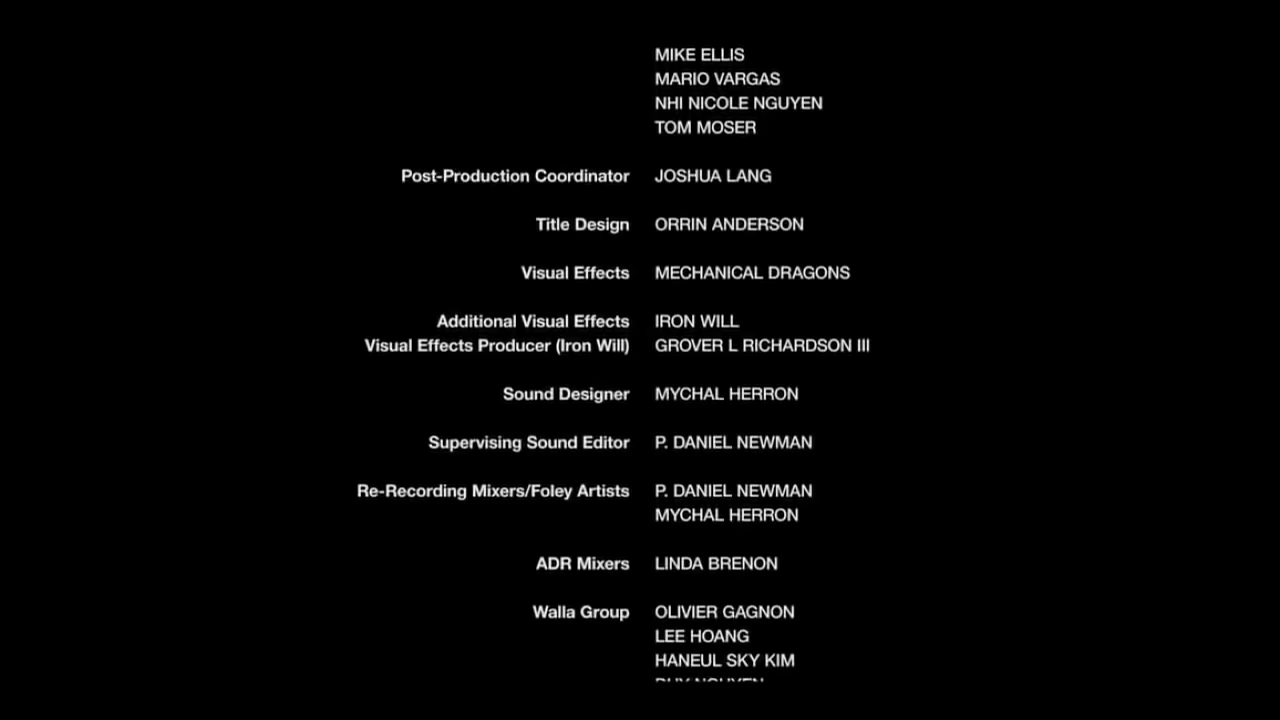 MIKE ELLIS
MARIO VARGAS
NHI NICOLE NGUYEN
TOM MOSER
Post-Production Coordinator JOSHUA LANG
Title Design ORRIN ANDERSON
Visual Effects MECHANICAL DRAGONS
Additional Visual Effects IRON WILL
Visual Effects Producer (Iron Will) GROVER L RICHARDSON III
Sound Designer MYCHAL HERRON
Supervising Sound Editor P. DANIEL NEWMAN
Re-Recording Mixers/Foley Artists P. DANIEL NEWMAN
MYCHAL HERRON
ADR Mixers LINDA BRENON
Walla Group OLIVIER GAGNON
LEE HOANG
HANEUL SKY KIM